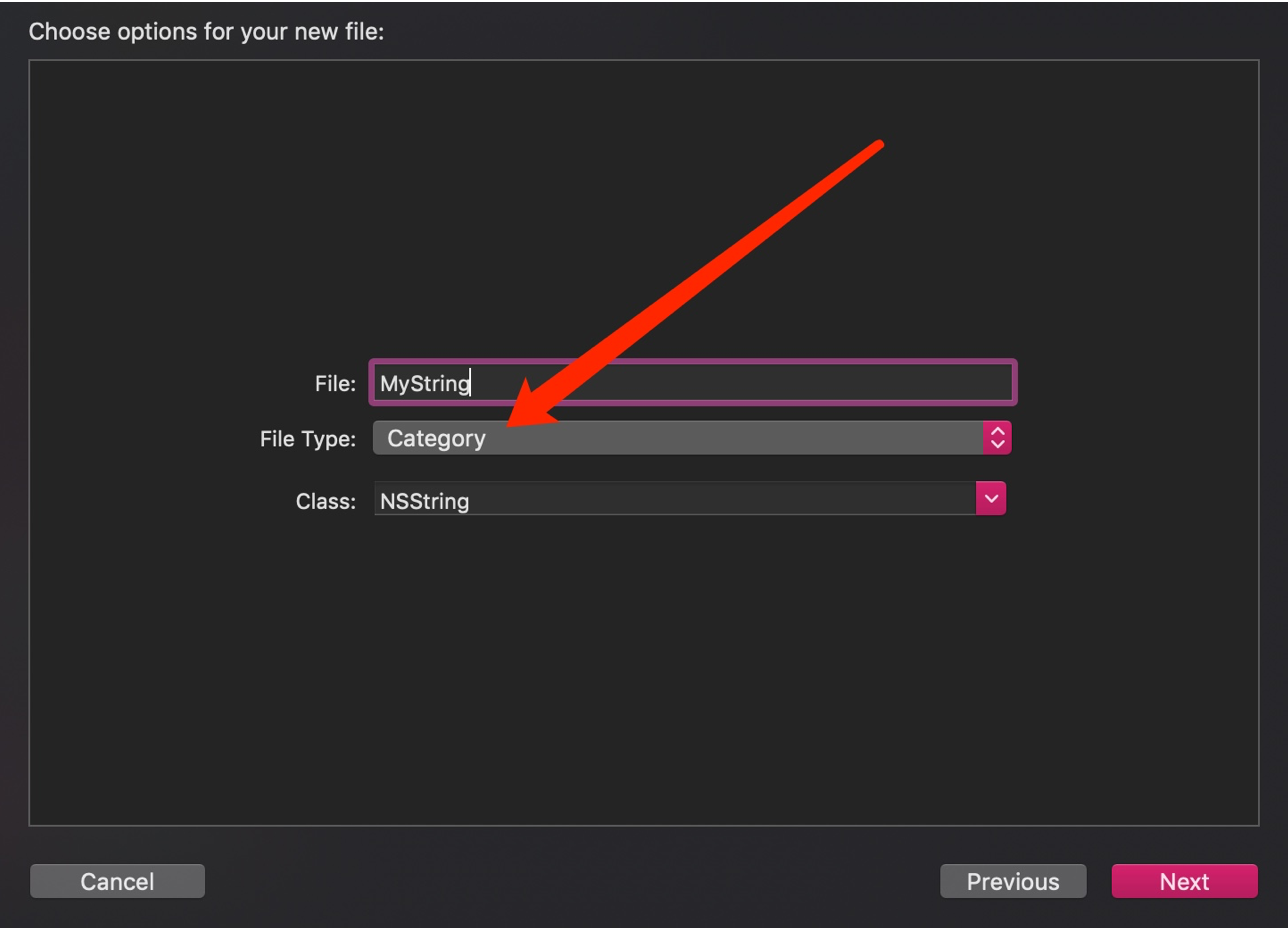 Choose options for your new file:
File: MyString
File Type: Category
Class: NSString
Cancel Previous Next